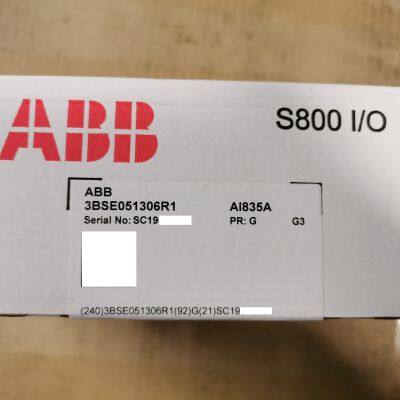 ABB
S800 I/O
ABB
3BSE051306R1 AI835A
Serial No: SC19 PR: G G3
(240)3BSE051306R1(92)G(21)SC19